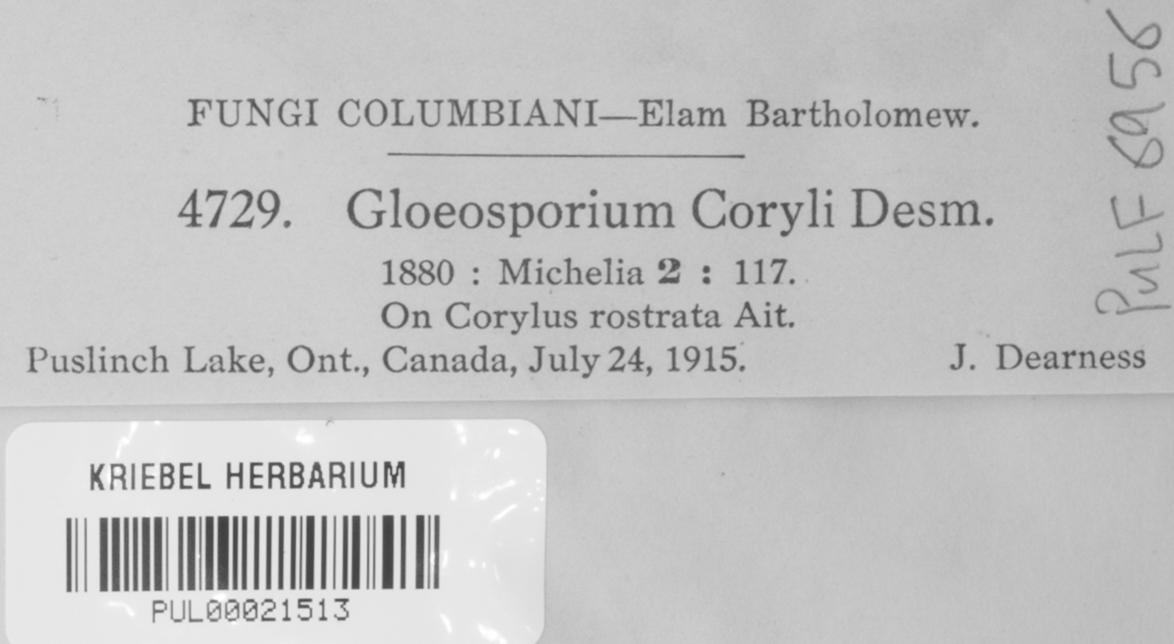 FUNGI COLUMBIANI—Elam Bartholomew.
4729. Gloeosporium Coryli Desm.
1880 : Michelia 2 : 117.
On Corylus rostrata Ait.
Puslinch Lake, Ont., Canada, July 24, 1915. J. Dearness
PULF 8956
KRIEBEL HERBARIUM
PUL00021513